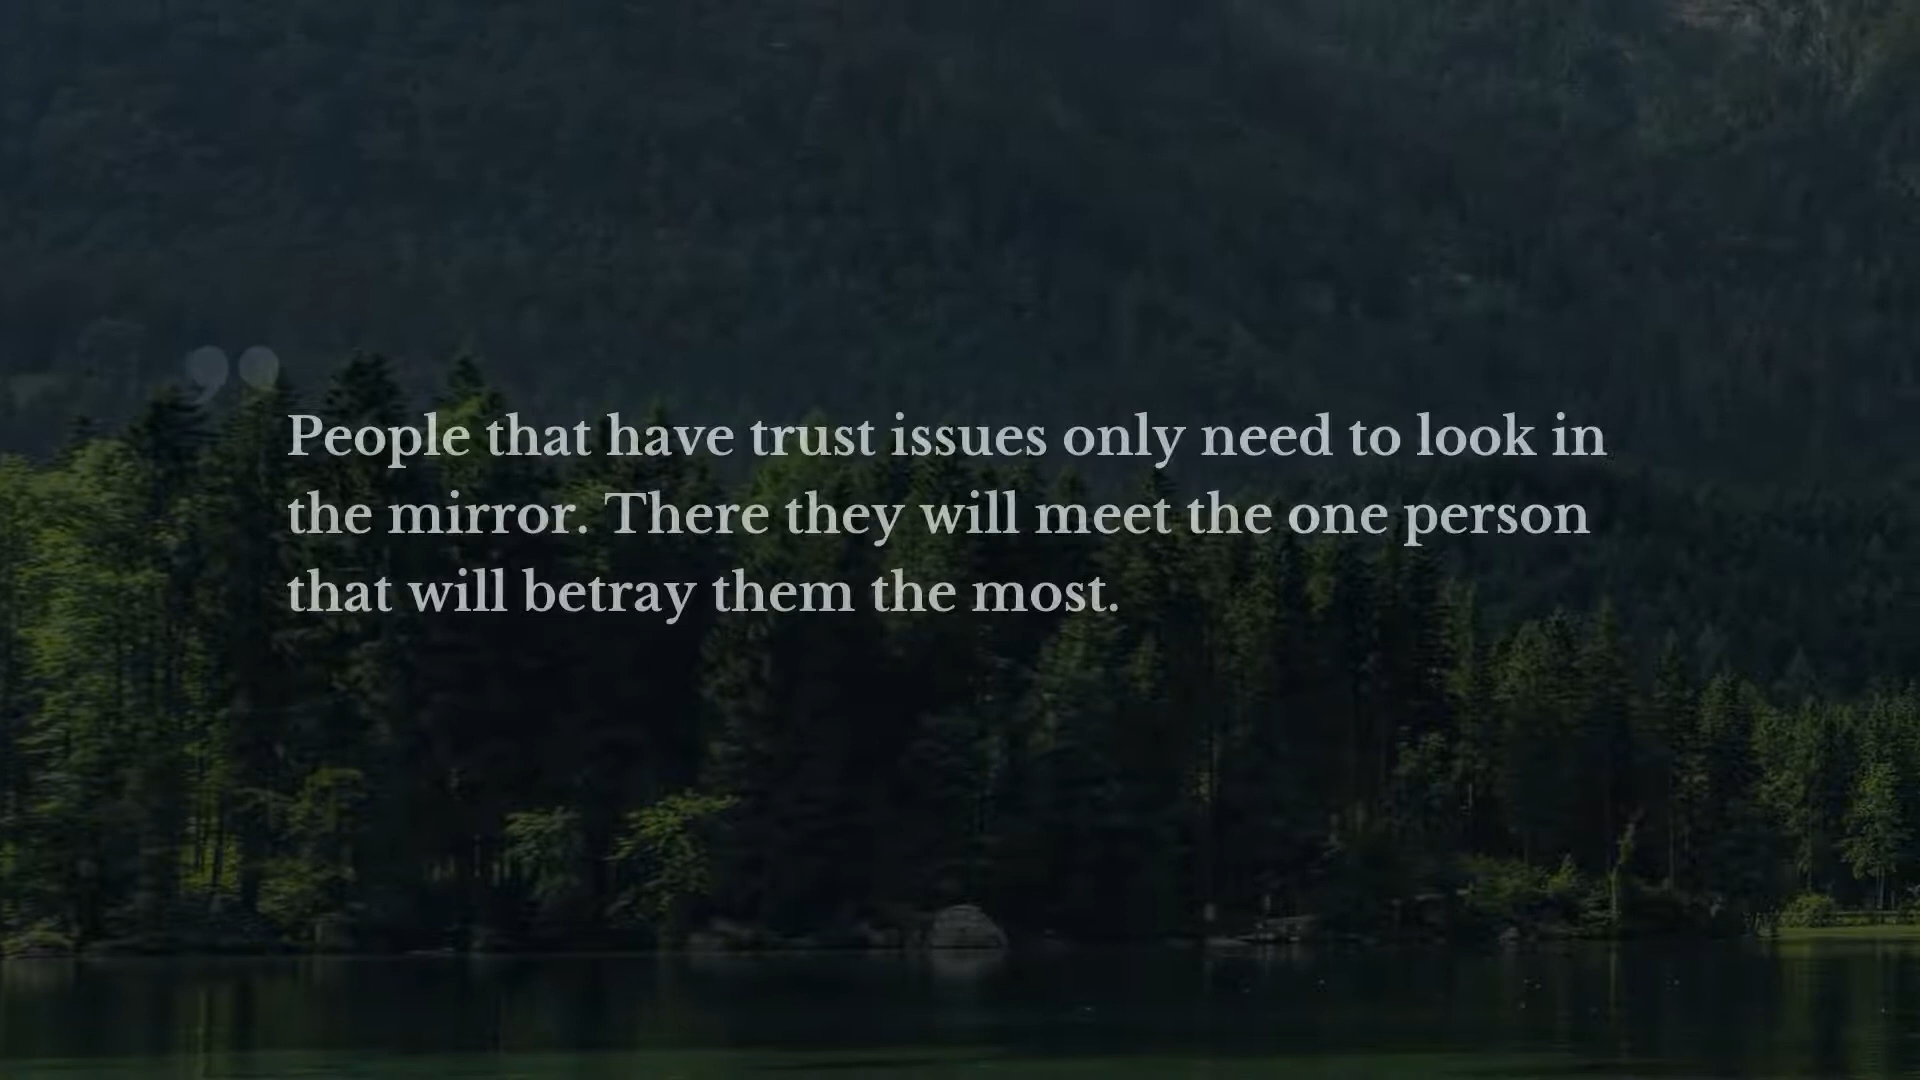 ”
People that have trust issues only need to look in
the mirror. There they will meet the one person
that will betray them the most.